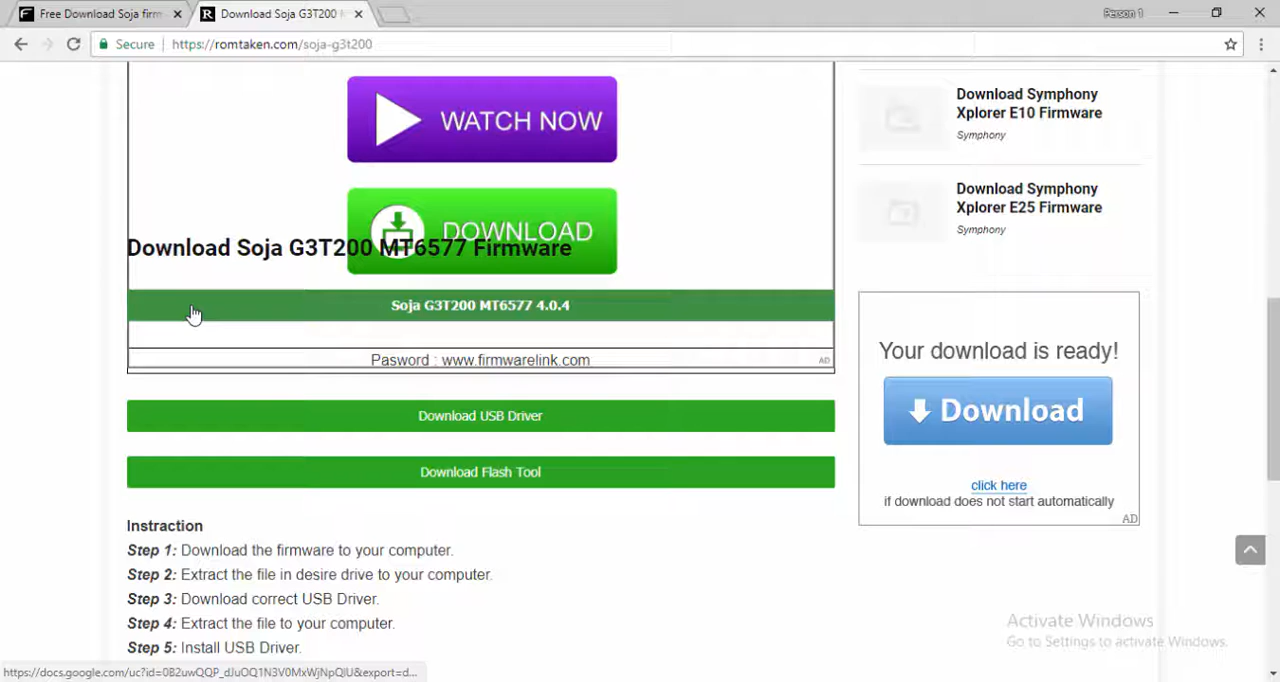 Free Download Soja firm
Download Soja G3T200
Person 1
Secure
https://romtaken.com/soja-g3t200
WATCH NOW
DOWNLOAD
Download Soja G3T200 MT6577 Firmware
Soja G3T200 MT6577 4.0.4
Pasword : www.firmwarelink.com
AD
Download USB Driver
Download Flash Tool
Instraction
Step 1: Download the firmware to your computer.
Step 2: Extract the file in desire drive to your computer.
Step 3: Download correct USB Driver.
Step 4: Extract the file to your computer.
Step 5: Install USB Driver.
Download Symphony
Xplorer E10 Firmware
Symphony
Download Symphony
Xplorer E25 Firmware
Symphony
Your download is ready!
Download
click here
if download does not start automatically
AD
Activate Windows
Go to Settings to activate Windows.